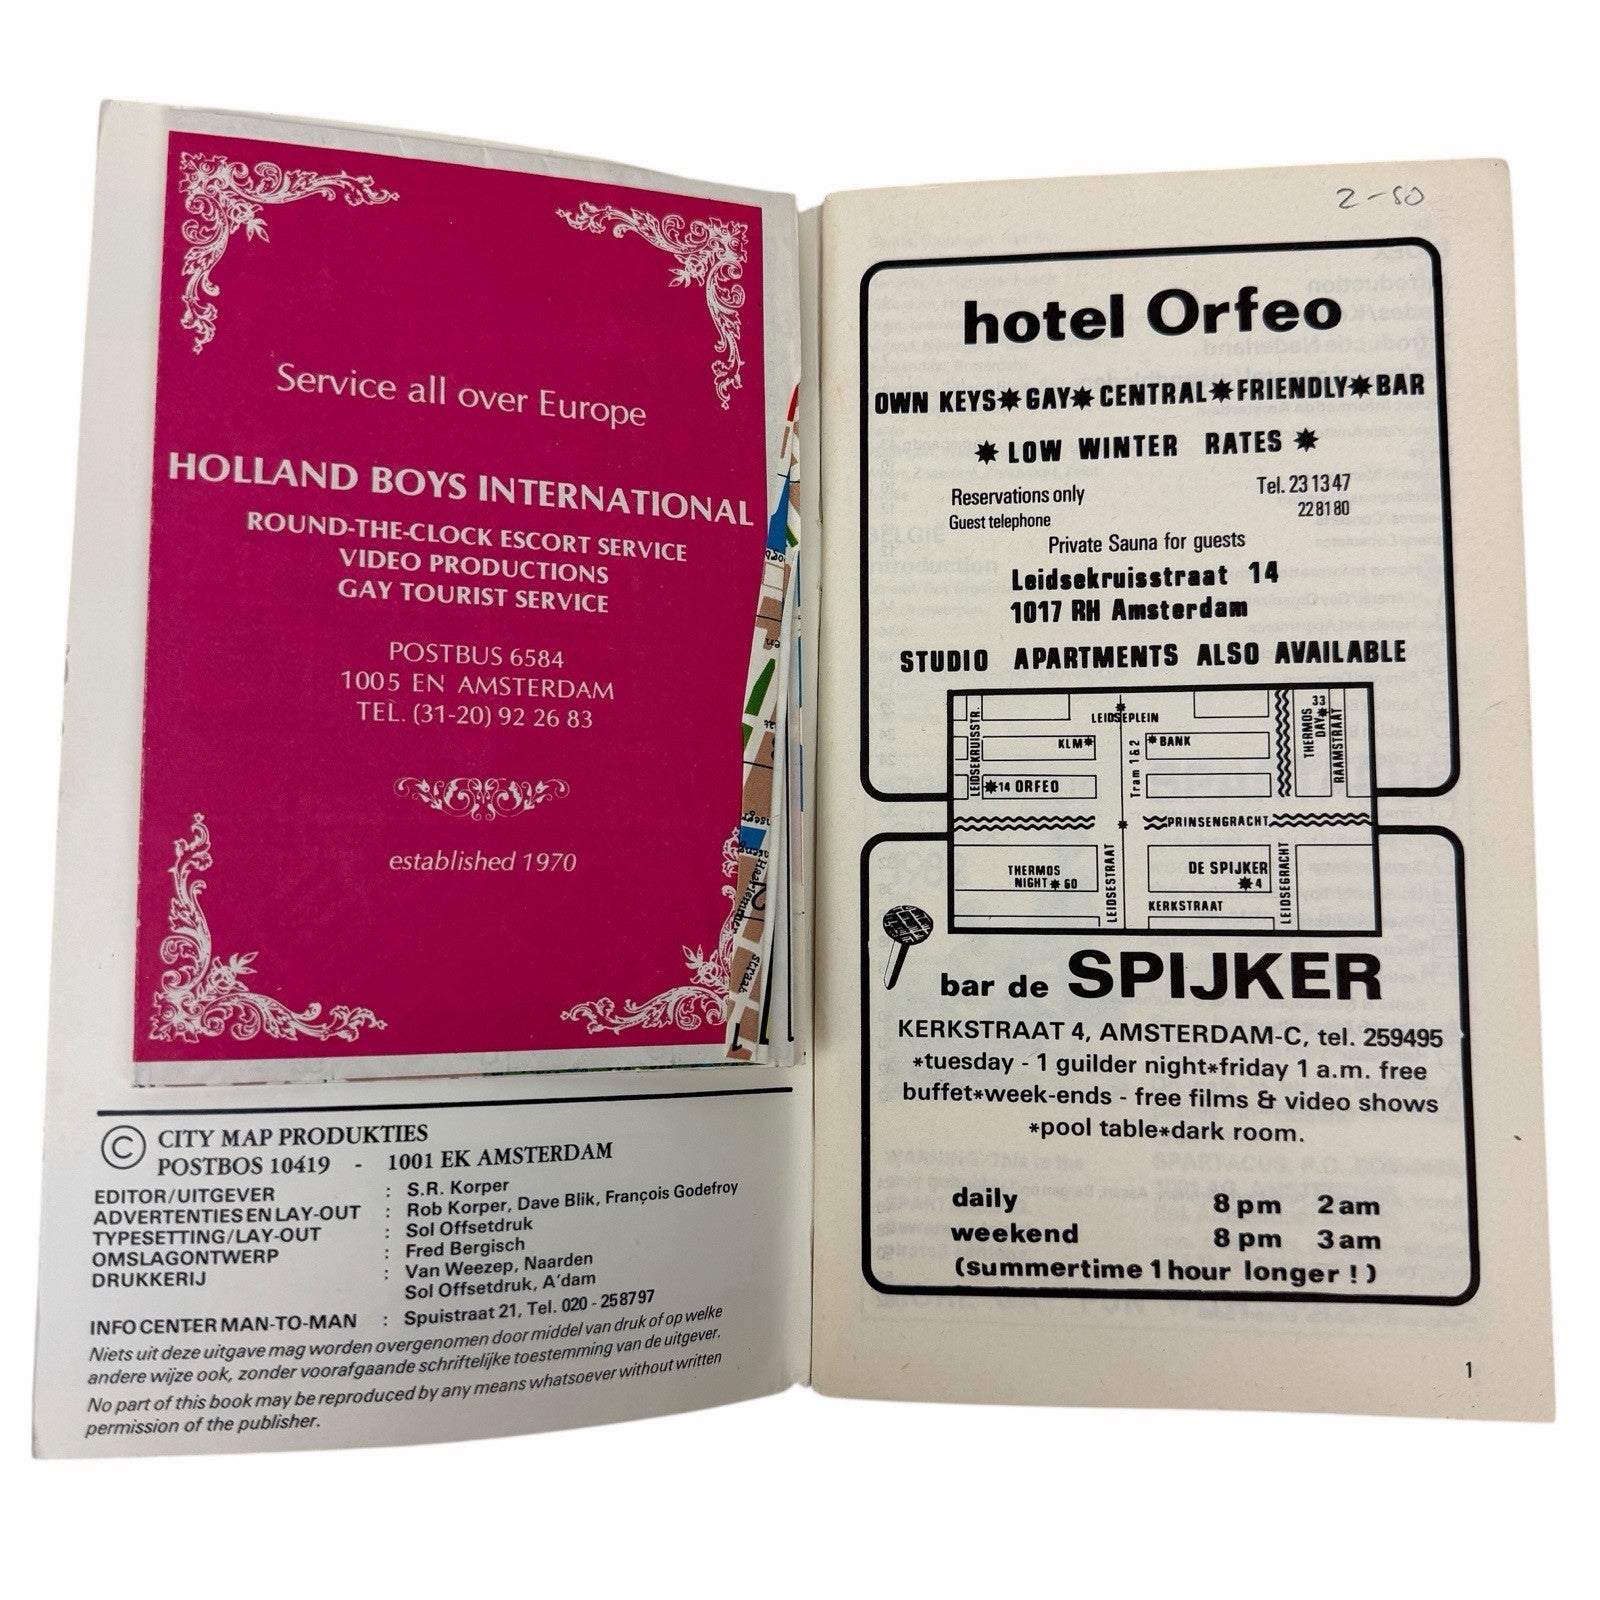 Service all over Europe
HOLLAND BOYS INTERNATIONAL
ROUND-THE-CLOCK ESCORT SERVICE
VIDEO PRODUCTIONS
GAY TOURIST SERVICE
POSTBUS 6584
1005 EN AMSTERDAM
TEL. (31-20) 92 26 83
established 1970
© CITY MAP PRODUKTIES
POSTBOS 10419 - 1001 EK AMSTERDAM
EDITOR/UITGEVER : S.R. Korper
ADVERTENTIES EN LAY-OUT : Rob Korper, Dave Blik, François Godefroy
TYPESETTING/LAY-OUT : Sol Offsetdruk
OMSLAGONTWERP : Fred Bergisch
DRUKKERIJ : Van Weezep, Naarden
Sol Offsetdruk, A'dam
INFO CENTER MAN-TO-MAN : Spuistraat 21, Tel. 020 - 258797
Niets uit deze uitgave mag worden overgenomen door middel van druk of op welke
andere wijze ook, zonder voorafgaande schriftelijke toestemming van de uitgever.
No part of this book may be reproduced by any means whatsoever without written
permission of the publisher.
2-50
hotel Orfeo
OWN KEYS GAY CENTRAL FRIENDLY BAR
LOW WINTER RATES
Reservations only Tel. 23 13 47
Guest telephone 22 81 80
Private Sauna for guests
Leidsekruisstraat 14
1017 RH Amsterdam
STUDIO APARTMENTS ALSO AVAILABLE
LEIDSEKRUISSTR.
LEIDSEPLEIN
33
THERMOS DAY
RAAMSTRAAT
KLM
Tram 1 & 2
BANK
14 ORFEO
PRINSENGRACHT
THERMOS
NIGHT 60
LEIDSESTRAAT
DE SPIJKER
4
LEIDSEGRACHT
KERKSTRAAT
bar de SPIJKER
KERKSTRAAT 4, AMSTERDAM-C, tel. 259495
*tuesday - 1 guilder night*friday 1 a.m. free
buffet*week-ends - free films & video shows
*pool table*dark room.
daily 8 pm 2 am
weekend 8 pm 3 am
(summertime 1 hour longer !)
1